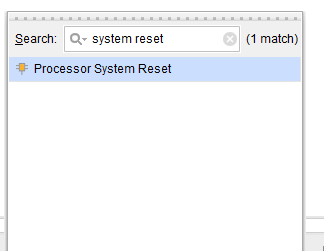 Search: system reset (1 match)
Processor System Reset